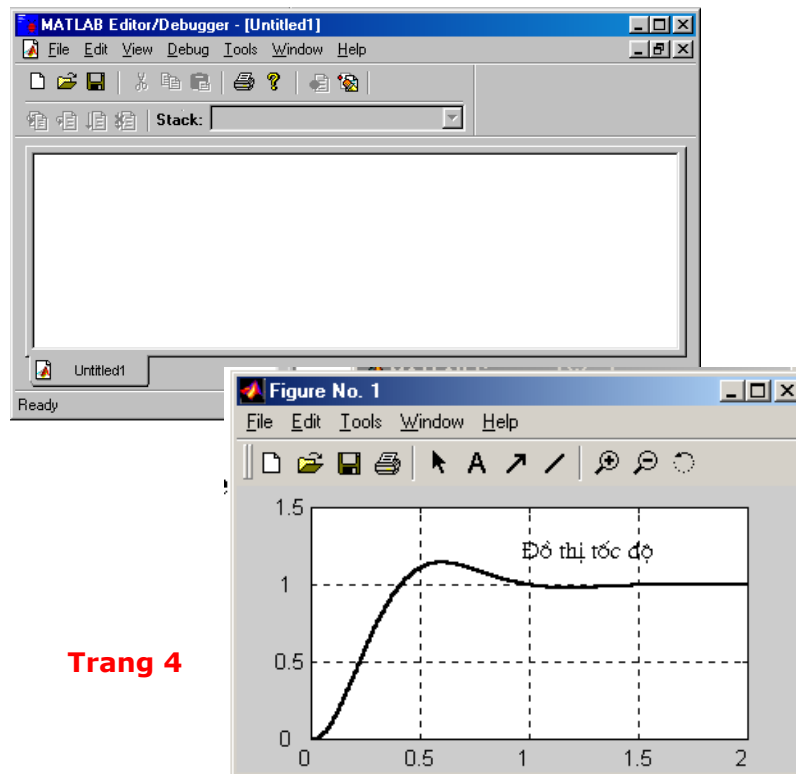 MATLAB Editor/Debugger - [Untitled1]
File Edit View Debug Tools Window Help
Stack:
Untitled1
Ready
Figure No. 1
File Edit Tools Window Help
A
1.5
Đồ thị tốc độ
1
0.5
0
0 0.5 1 1.5 2
Trang 4